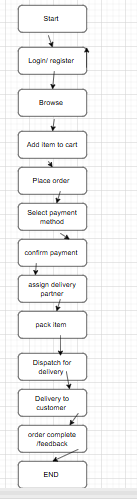 Start
Login/ register
Browse
Add item to cart
Place order
Select payment
method
confirm payment
assign delivery
partner
pack item
Dispatch for
delivery
Delivery to
customer
order complete
/feedback
END